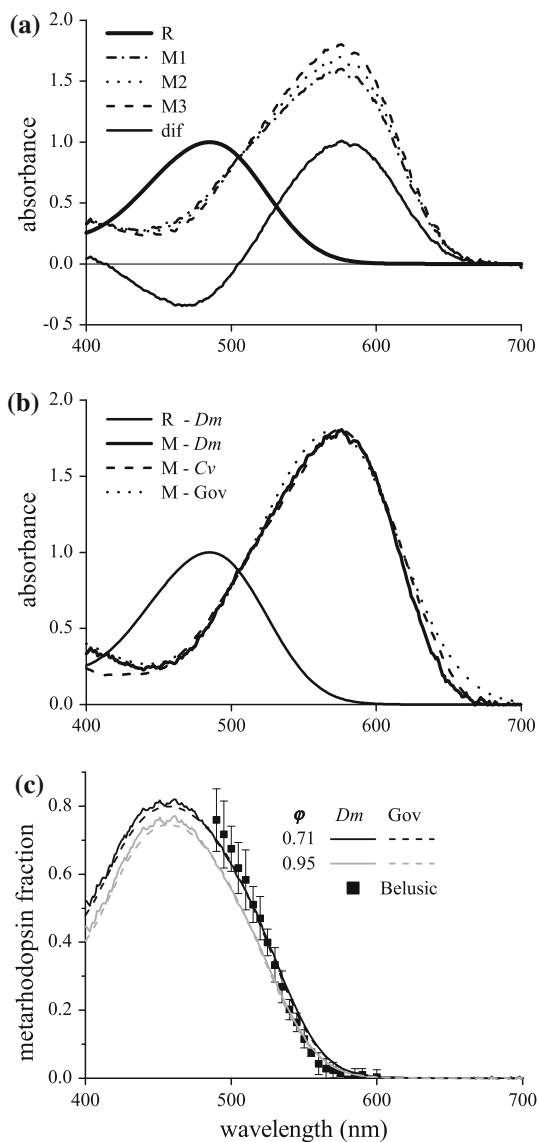 (a)
2.0
1.5
1.0
0.5
0.0
-0.5
absorbance
R
M1
M2
M3
dif
400 500 600 700
(b)
2.0
1.5
1.0
0.5
0.0
absorbance
R - Dm
M - Dm
M - Cv
M - Gov
400 500 600 700
(c)
0.8
0.6
0.4
0.2
0.0
metarhodopsin fraction
φ Dm Gov
0.71
0.95
Belusic
400 500 600 700
wavelength (nm)